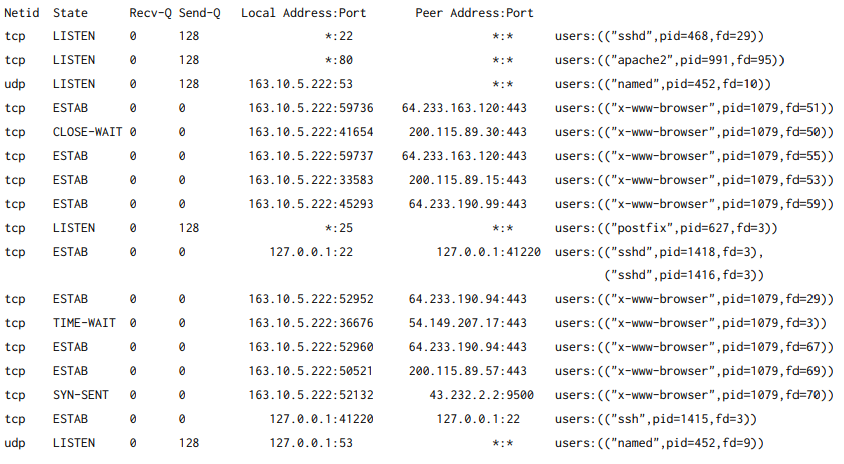 Netid State Recv-Q Send-Q Local Address:Port Peer Address:Port
tcp LISTEN 0 128 *:22 *:* users:(("sshd",pid=468,fd=29))
tcp LISTEN 0 128 *:80 *:* users:(("apache2",pid=991,fd=95))
udp LISTEN 0 128 163.10.5.222:53 *:* users:(("named",pid=452,fd=10))
tcp ESTAB 0 0 163.10.5.222:59736 64.233.163.120:443 users:(("x-www-browser",pid=1079,fd=51))
tcp CLOSE-WAIT 0 0 163.10.5.222:41654 200.115.89.30:443 users:(("x-www-browser",pid=1079,fd=50))
tcp ESTAB 0 0 163.10.5.222:59737 64.233.163.120:443 users:(("x-www-browser",pid=1079,fd=55))
tcp ESTAB 0 0 163.10.5.222:33583 200.115.89.15:443 users:(("x-www-browser",pid=1079,fd=53))
tcp ESTAB 0 0 163.10.5.222:45293 64.233.190.99:443 users:(("x-www-browser",pid=1079,fd=59))
tcp LISTEN 0 128 *:25 *:* users:(("postfix",pid=627,fd=3))
tcp ESTAB 0 0 127.0.0.1:22 127.0.0.1:41220 users:(("sshd",pid=1418,fd=3),
("sshd",pid=1416,fd=3))
tcp ESTAB 0 0 163.10.5.222:52952 64.233.190.94:443 users:(("x-www-browser",pid=1079,fd=29))
tcp TIME-WAIT 0 0 163.10.5.222:36676 54.149.207.17:443 users:(("x-www-browser",pid=1079,fd=3))
tcp ESTAB 0 0 163.10.5.222:52960 64.233.190.94:443 users:(("x-www-browser",pid=1079,fd=67))
tcp ESTAB 0 0 163.10.5.222:50521 200.115.89.57:443 users:(("x-www-browser",pid=1079,fd=69))
tcp SYN-SENT 0 0 163.10.5.222:52132 43.232.2.2:9500 users:(("x-www-browser",pid=1079,fd=70))
tcp ESTAB 0 0 127.0.0.1:41220 127.0.0.1:22 users:(("ssh",pid=1415,fd=3))
udp LISTEN 0 128 127.0.0.1:53 *:* users:(("named",pid=452,fd=9))